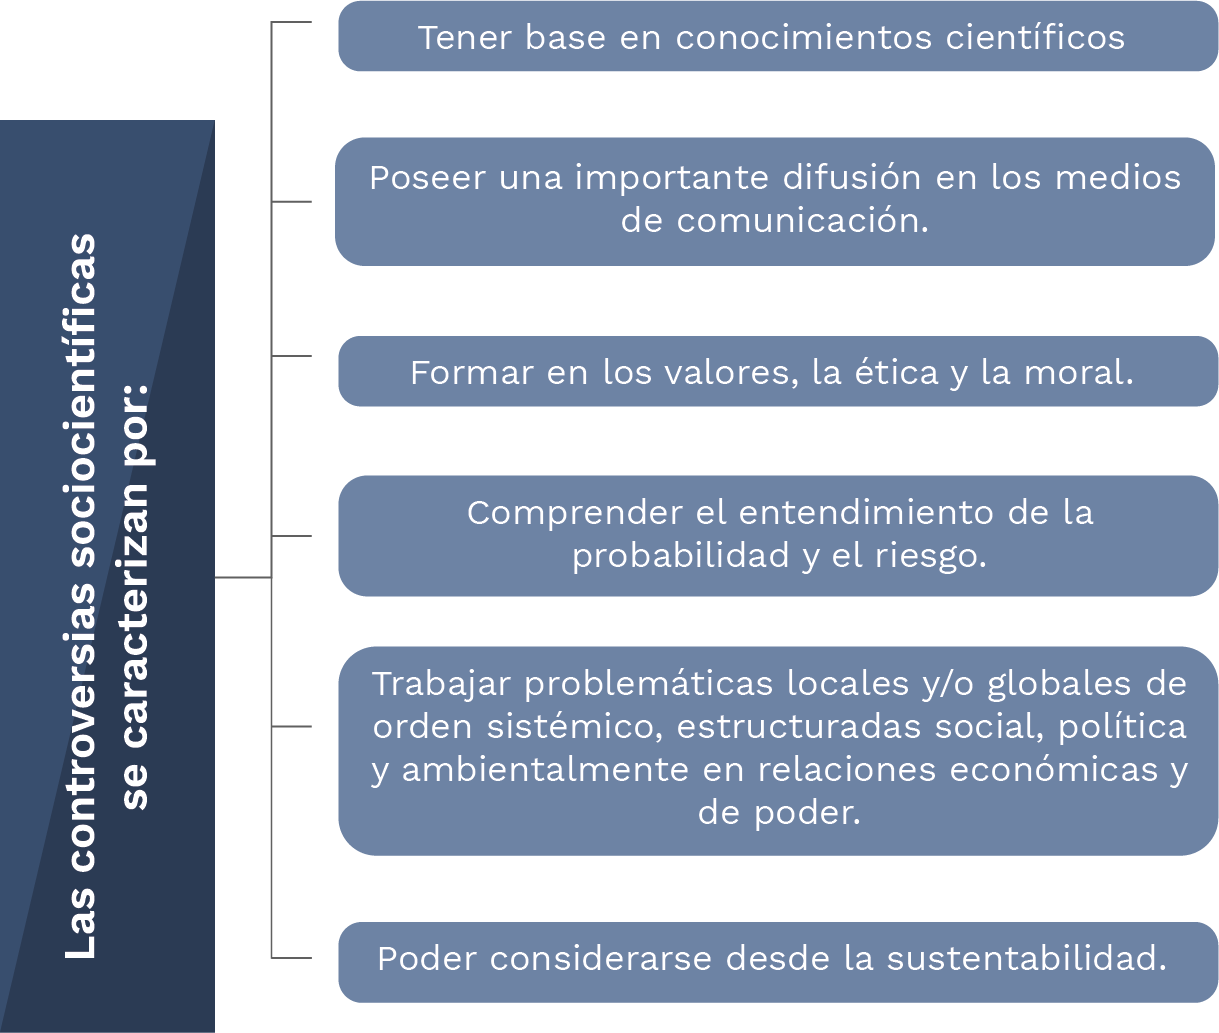 Las controversias sociocientíficas
se caracterizan por:
Tener base en conocimientos científicos
Poseer una importante difusión en los medios
de comunicación.
Formar en los valores, la ética y la moral.
Comprender el entendimiento de la
probabilidad y el riesgo.
Trabajar problemáticas locales y/o globales de
orden sistémico, estructuradas social, política
y ambientalmente en relaciones económicas y
de poder.
Poder considerarse desde la sustentabilidad.